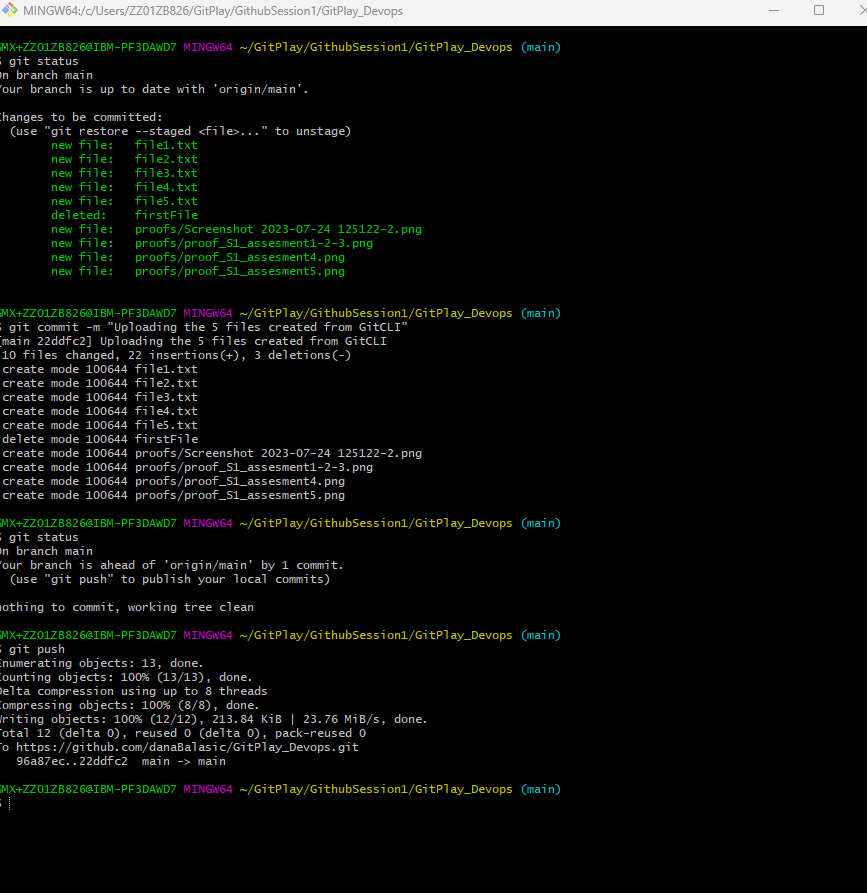 MINGW64:/c/Users/ZZ01ZB826/GitPlay/GithubSession1/GitPlay_Devops
GMX+ZZ01ZB826@IBM-PF3DAWD7 MINGW64 ~/GitPlay/GithubSession1/GitPlay_Devops (main)
$ git status
On branch main
Your branch is up to date with 'origin/main'.
Changes to be committed:
(use "git restore --staged <file>..." to unstage)
new file: file1.txt
new file: file2.txt
new file: file3.txt
new file: file4.txt
new file: file5.txt
deleted: firstFile
new file: proofs/Screenshot 2023-07-24 125122-2.png
new file: proofs/proof_S1_assesment1-2-3.png
new file: proofs/proof_S1_assesment4.png
new file: proofs/proof_S1_assesment5.png
GMX+ZZ01ZB826@IBM-PF3DAWD7 MINGW64 ~/GitPlay/GithubSession1/GitPlay_Devops (main)
$ git commit -m "Uploading the 5 files created from GitCLI"
[main 22ddfc2] Uploading the 5 files created from GitCLI
10 files changed, 22 insertions(+), 3 deletions(-)
create mode 100644 file1.txt
create mode 100644 file2.txt
create mode 100644 file3.txt
create mode 100644 file4.txt
create mode 100644 file5.txt
delete mode 100644 firstFile
create mode 100644 proofs/Screenshot 2023-07-24 125122-2.png
create mode 100644 proofs/proof_S1_assesment1-2-3.png
create mode 100644 proofs/proof_S1_assesment4.png
create mode 100644 proofs/proof_S1_assesment5.png
GMX+ZZ01ZB826@IBM-PF3DAWD7 MINGW64 ~/GitPlay/GithubSession1/GitPlay_Devops (main)
$ git status
On branch main
Your branch is ahead of 'origin/main' by 1 commit.
(use "git push" to publish your local commits)
nothing to commit, working tree clean
GMX+ZZ01ZB826@IBM-PF3DAWD7 MINGW64 ~/GitPlay/GithubSession1/GitPlay_Devops (main)
$ git push
Enumerating objects: 13, done.
Counting objects: 100% (13/13), done.
Delta compression using up to 8 threads
Compressing objects: 100% (8/8), done.
Writing objects: 100% (12/12), 213.84 KiB | 23.76 MiB/s, done.
Total 12 (delta 0), reused 0 (delta 0), pack-reused 0
To https://github.com/danaBalasic/GitPlay_Devops.git
96a87ec..22ddfc2 main -> main
GMX+ZZ01ZB826@IBM-PF3DAWD7 MINGW64 ~/GitPlay/GithubSession1/GitPlay_Devops (main)
$